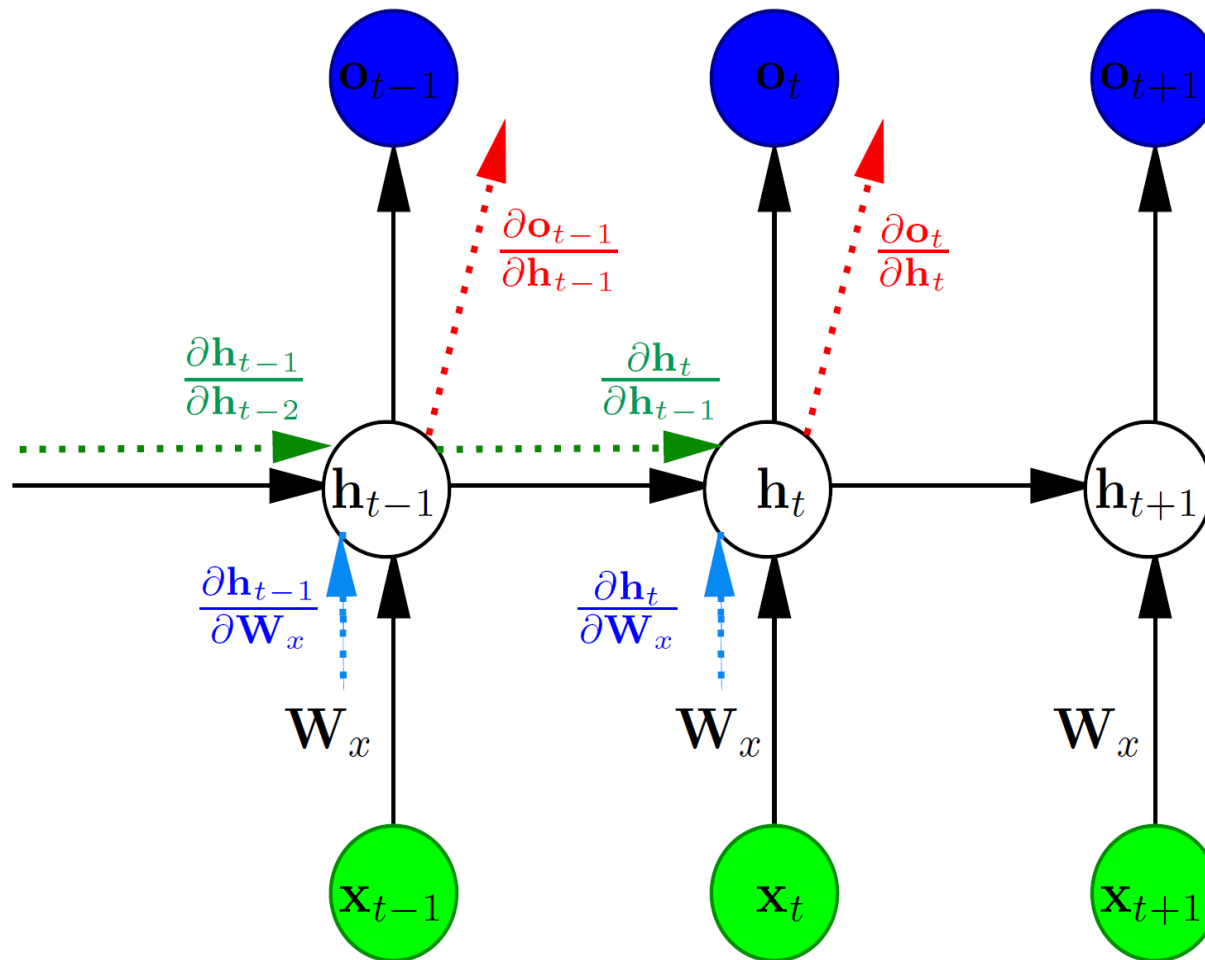 o_{t−1} o_t o_{t+1}
∂o_{t−1}/∂h_{t−1} ∂o_t/∂h_t
∂h_{t−1}/∂h_{t−2} ∂h_t/∂h_{t−1}
h_{t−1} h_t h_{t+1}
∂h_{t−1}/∂W_x ∂h_t/∂W_x
W_x W_x W_x
x_{t−1} x_t x_{t+1}